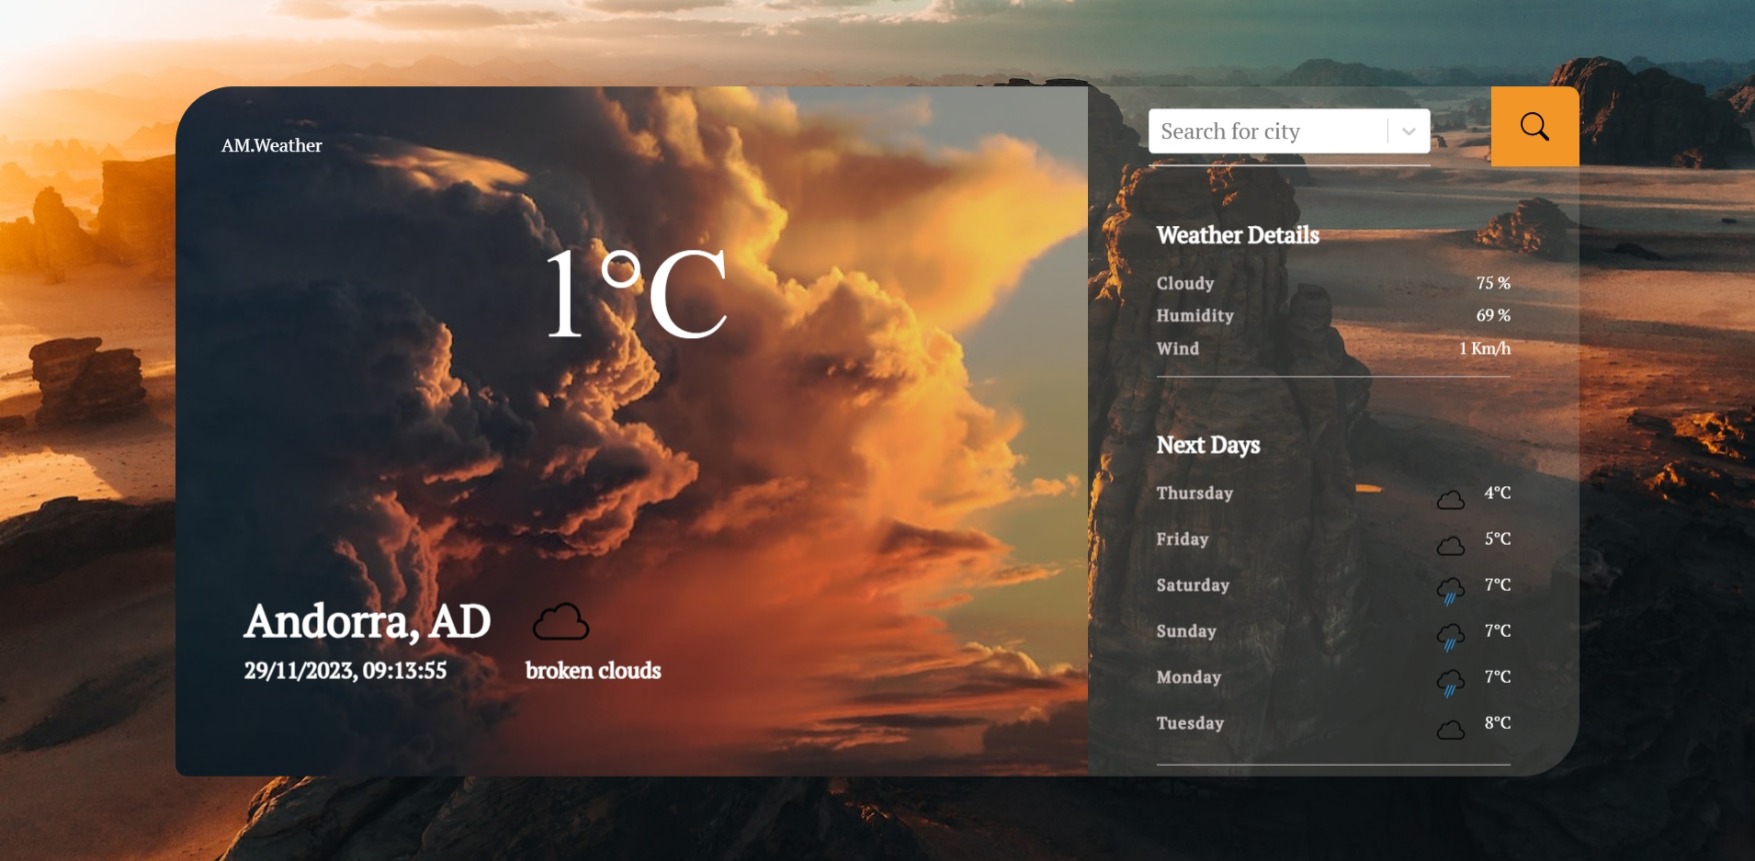 AM.Weather
1°C
Andorra, AD
29/11/2023, 09:13:55
broken clouds
Search for city
Weather Details
Cloudy 75 %
Humidity 69 %
Wind 1 Km/h
Next Days
Thursday 4°C
Friday 5°C
Saturday 7°C
Sunday 7°C
Monday 7°C
Tuesday 8°C